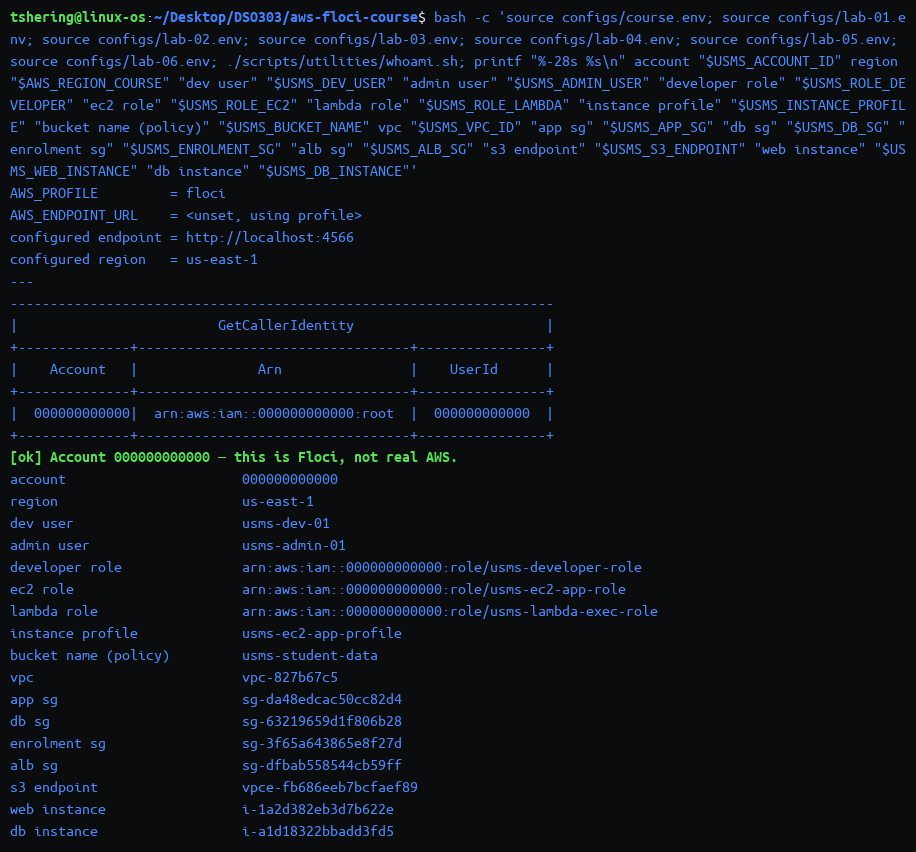 tshering@linux-os:~/Desktop/DSO303/aws-floci-course$ bash -c 'source configs/course.env; source configs/lab-01.e
nv; source configs/lab-02.env; source configs/lab-03.env; source configs/lab-04.env; source configs/lab-05.env;
source configs/lab-06.env; ./scripts/utilities/whoami.sh; printf "%-28s %s\n" account "$USMS_ACCOUNT_ID" region
"$AWS_REGION_COURSE" "dev user" "$USMS_DEV_USER" "admin user" "$USMS_ADMIN_USER" "developer role" "$USMS_ROLE_DE
VELOPER" "ec2 role" "$USMS_ROLE_EC2" "lambda role" "$USMS_ROLE_LAMBDA" "instance profile" "$USMS_INSTANCE_PROFIL
E" "bucket name (policy)" "$USMS_BUCKET_NAME" vpc "$USMS_VPC_ID" "app sg" "$USMS_APP_SG" "db sg" "$USMS_DB_SG" "
enrolment sg" "$USMS_ENROLMENT_SG" "alb sg" "$USMS_ALB_SG" "s3 endpoint" "$USMS_S3_ENDPOINT" "web instance" "$US
MS_WEB_INSTANCE" "db instance" "$USMS_DB_INSTANCE"'
AWS_PROFILE         = floci
AWS_ENDPOINT_URL    = <unset, using profile>
configured endpoint = http://localhost:4566
configured region   = us-east-1
---
--------------------------------------------------------------------
|                         GetCallerIdentity                        |
+--------------+----------------------------------+----------------+
|    Account   |               Arn                |    UserId      |
+--------------+----------------------------------+----------------+
|  000000000000|  arn:aws:iam::000000000000:root  |  000000000000  |
+--------------+----------------------------------+----------------+
[ok] Account 000000000000 — this is Floci, not real AWS.
account                      000000000000
region                       us-east-1
dev user                     usms-dev-01
admin user                   usms-admin-01
developer role               arn:aws:iam::000000000000:role/usms-developer-role
ec2 role                     arn:aws:iam::000000000000:role/usms-ec2-app-role
lambda role                  arn:aws:iam::000000000000:role/usms-lambda-exec-role
instance profile             usms-ec2-app-profile
bucket name (policy)         usms-student-data
vpc                          vpc-827b67c5
app sg                       sg-da48edcac50cc82d4
db sg                        sg-63219659d1f806b28
enrolment sg                 sg-3f65a643865e8f27d
alb sg                       sg-dfbab558544cb59ff
s3 endpoint                  vpce-fb686eeb7bcfaef89
web instance                 i-1a2d382eb3d7b622e
db instance                  i-a1d18322bbadd3fd5